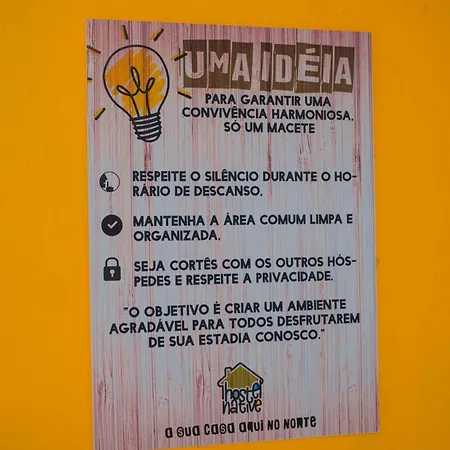 UMA IDÉIA
PARA GARANTIR UMA
CONVIVÊNCIA HARMONIOSA,
SÓ UM MACETE
RESPEITE O SILÊNCIO DURANTE O HO-
RÁRIO DE DESCANSO.
MANTENHA A ÁREA COMUM LIMPA E
ORGANIZADA.
SEJA CORTÊS COM OS OUTROS HÓS-
PEDES E RESPEITE A PRIVACIDADE.
"O OBJETIVO É CRIAR UM AMBIENTE
AGRADÁVEL PARA TODOS DESFRUTAREM
DE SUA ESTADIA CONOSCO."
hostel
native
a sua casa aqui no norte